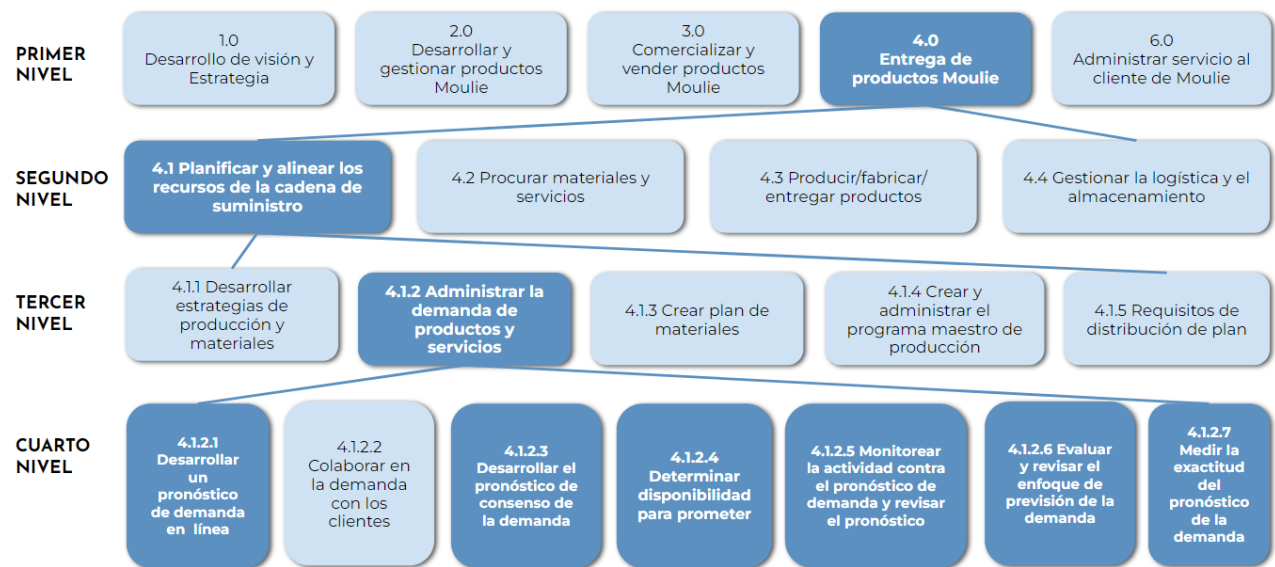 PRIMER
NIVEL
1.0
Desarrollo de visión y
Estrategia
2.0
Desarrollar y
gestionar productos
Moulie
3.0
Comercializar y
vender productos
Moulie
4.0
Entrega de
productos Moulie
6.0
Administrar servicio al
cliente de Moulie
SEGUNDO
NIVEL
4.1 Planificar y alinear los
recursos de la cadena de
suministro
4.2 Procurar materiales y
servicios
4.3 Producir/fabricar/
entregar productos
4.4 Gestionar la logística y el
almacenamiento
TERCER
NIVEL
4.1.1 Desarrollar
estrategias de
producción y
materiales
4.1.2 Administrar la
demanda de
productos y
servicios
4.1.3 Crear plan de
materiales
4.1.4 Crear y
administrar el
programa maestro de
producción
4.1.5 Requisitos de
distribución de plan
CUARTO
NIVEL
4.1.2.1
Desarrollar
un
pronóstico
de demanda
en línea
4.1.2.2
Colaborar en
la demanda
con los
clientes
4.1.2.3
Desarrollar el
pronóstico de
consenso de
la demanda
4.1.2.4
Determinar
disponibilidad
para prometer
4.1.2.5 Monitorear
la actividad contra
el pronóstico de
demanda y revisar
el pronóstico
4.1.2.6 Evaluar
y revisar el
enfoque de
previsión de la
demanda
4.1.2.7
Medir la
exactitud
del
pronóstico
de la
demanda